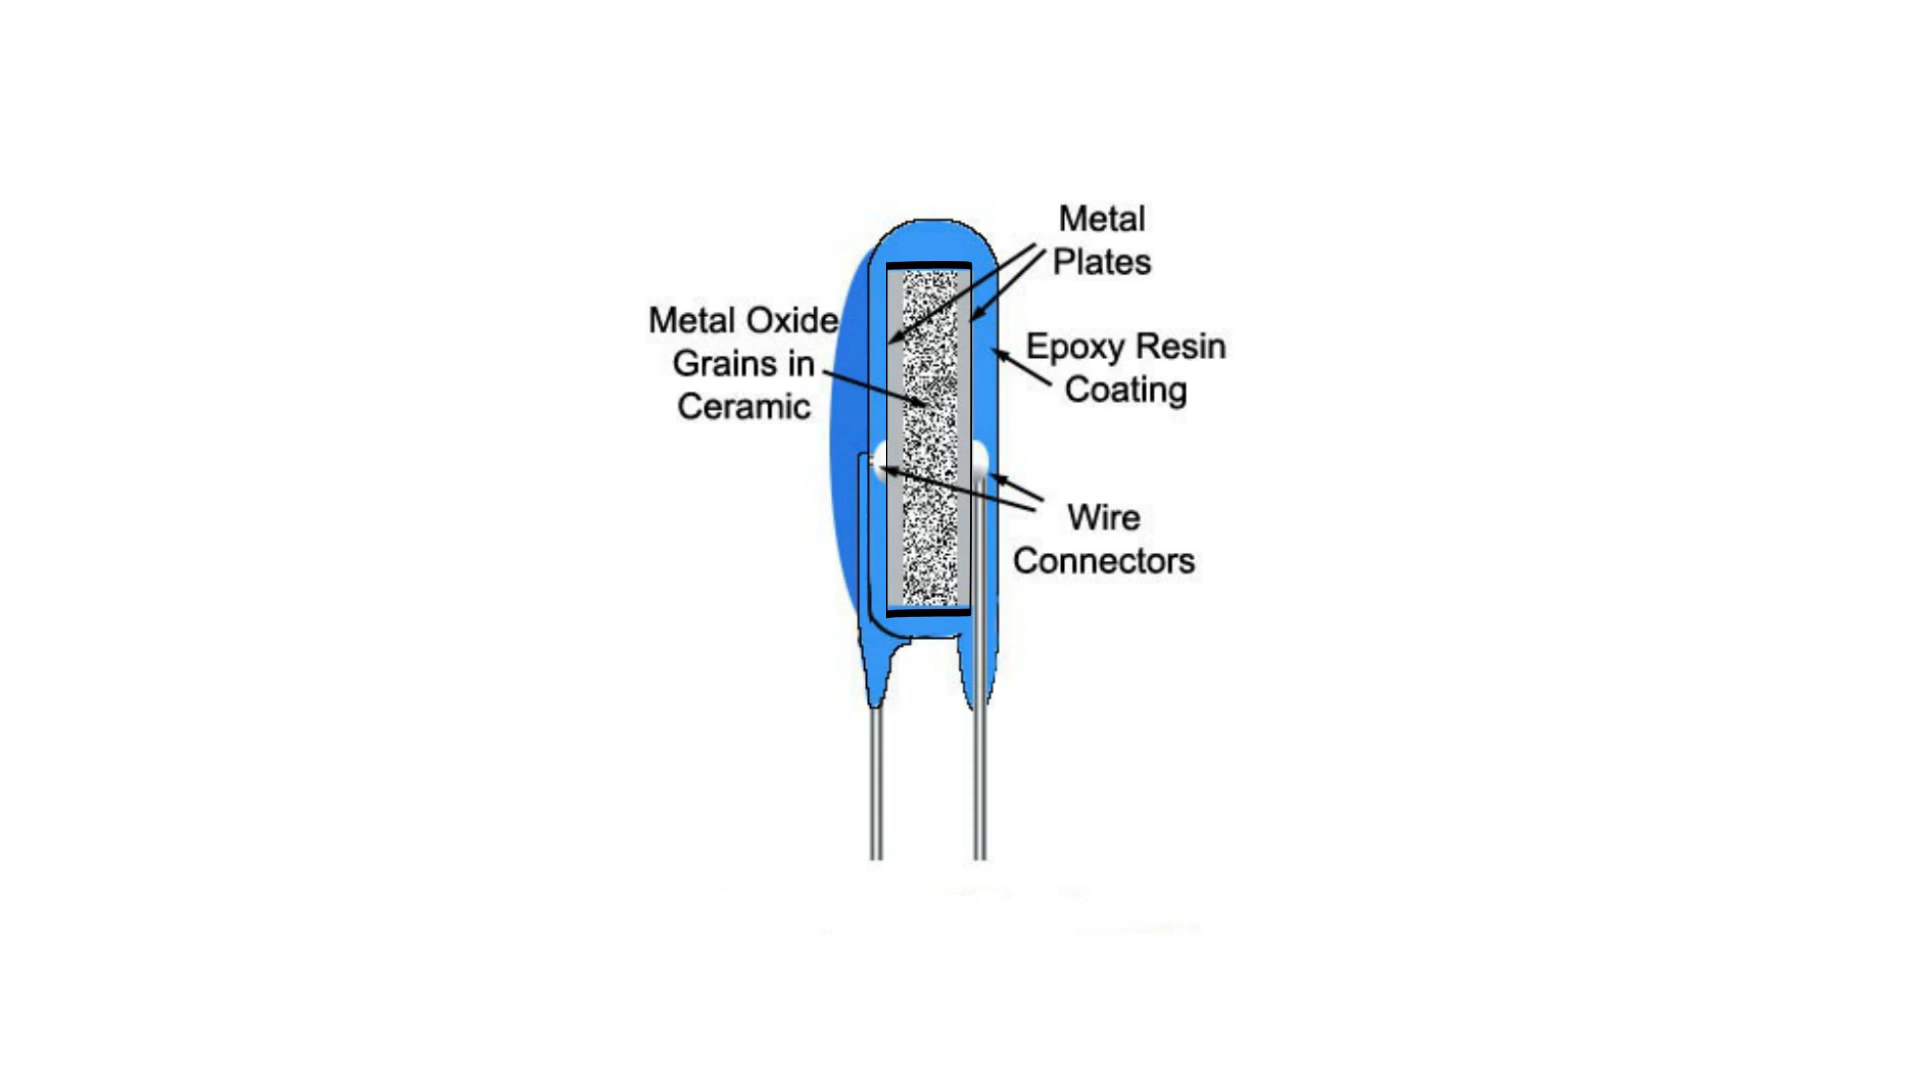 Metal
Plates
Metal Oxide
Grains in
Ceramic
Epoxy Resin
Coating
Wire
Connectors